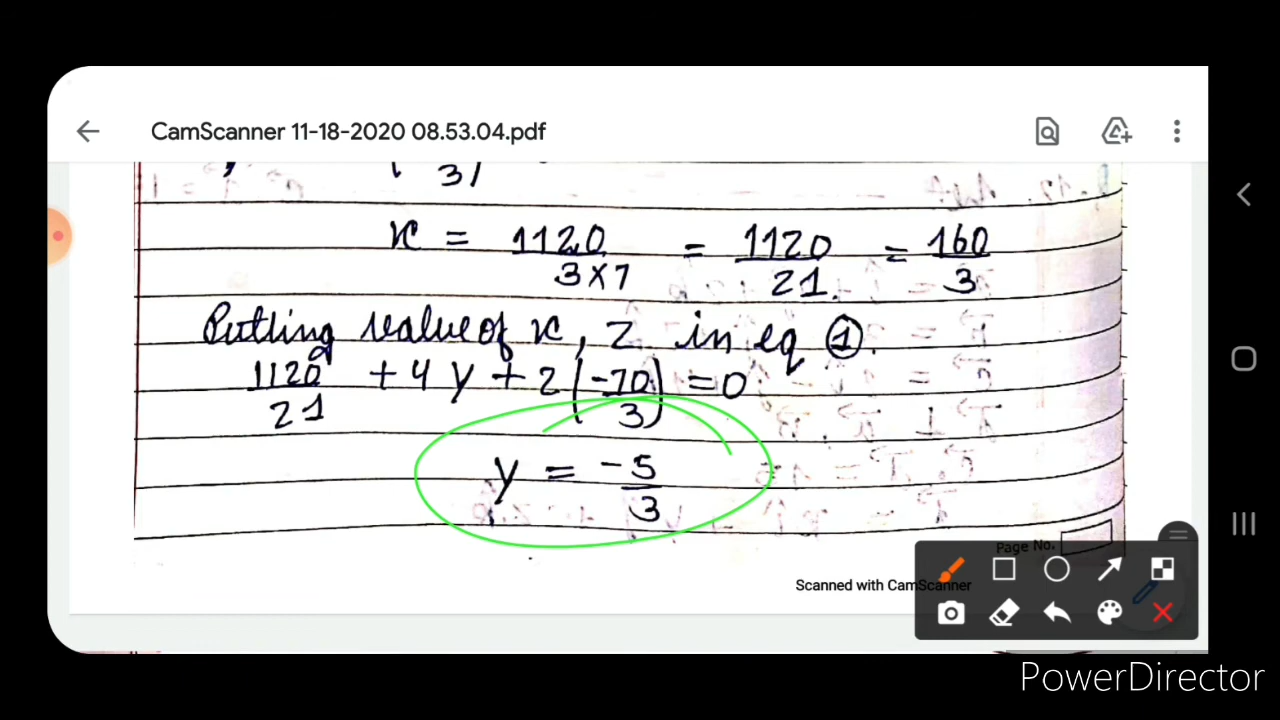 CamScanner 11-18-2020 08.53.04.pdf
3)
x = 1120/3×7 = 1120/21 = 160/3
Putting value of x, z in eq ①.
1120/21 + 4y + 2(-70/3) = 0
y = -5/3
Page No.
Scanned with CamScanner
PowerDirector